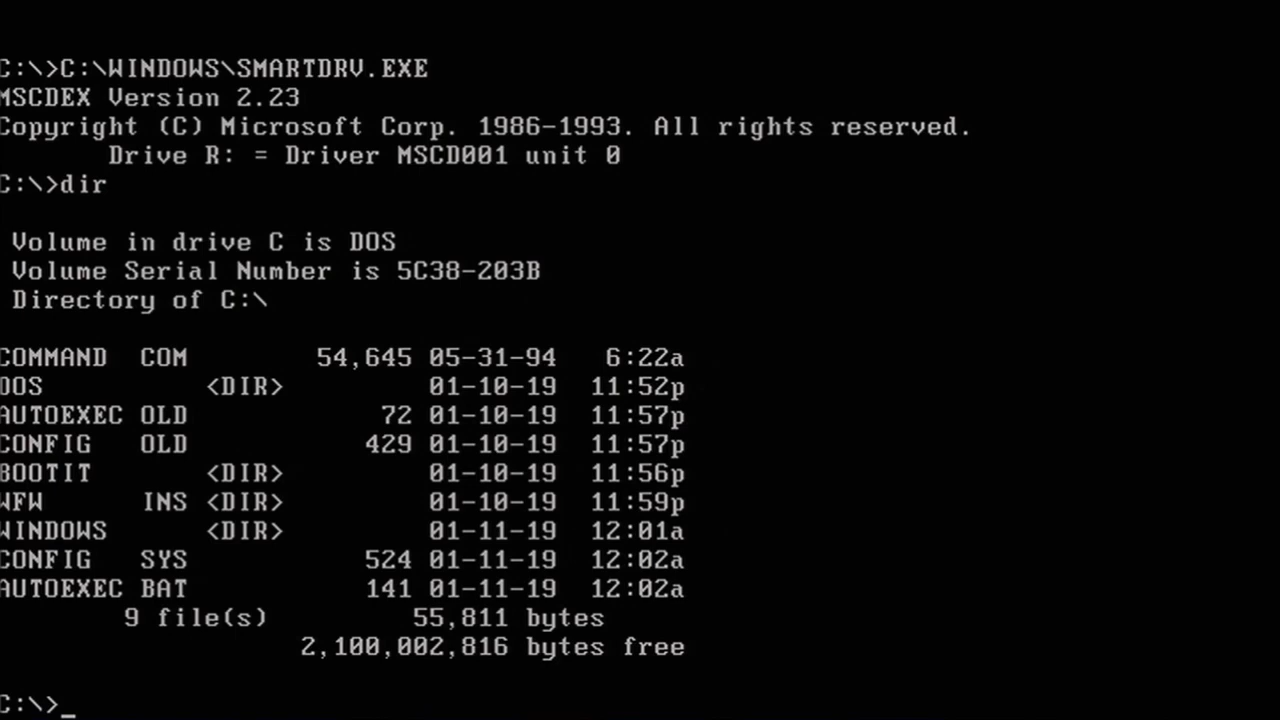 C:\>C:\WINDOWS\SMARTDRV.EXE
MSCDEX Version 2.23
Copyright (C) Microsoft Corp. 1986-1993. All rights reserved.
       Drive R: = Driver MSCD001 unit 0
C:\>dir
 Volume in drive C is DOS
 Volume Serial Number is 5C38-203B
 Directory of C:\
COMMAND  COM        54,645 05-31-94   6:22a
DOS          <DIR>         01-10-19  11:52p
AUTOEXEC OLD            72 01-10-19  11:57p
CONFIG   OLD           429 01-10-19  11:57p
BOOTIT       <DIR>         01-10-19  11:56p
WFW      INS <DIR>         01-10-19  11:59p
WINDOWS      <DIR>         01-11-19  12:01a
CONFIG   SYS           524 01-11-19  12:02a
AUTOEXEC BAT           141 01-11-19  12:02a
        9 file(s)         55,811 bytes
                   2,100,002,816 bytes free
C:\>_